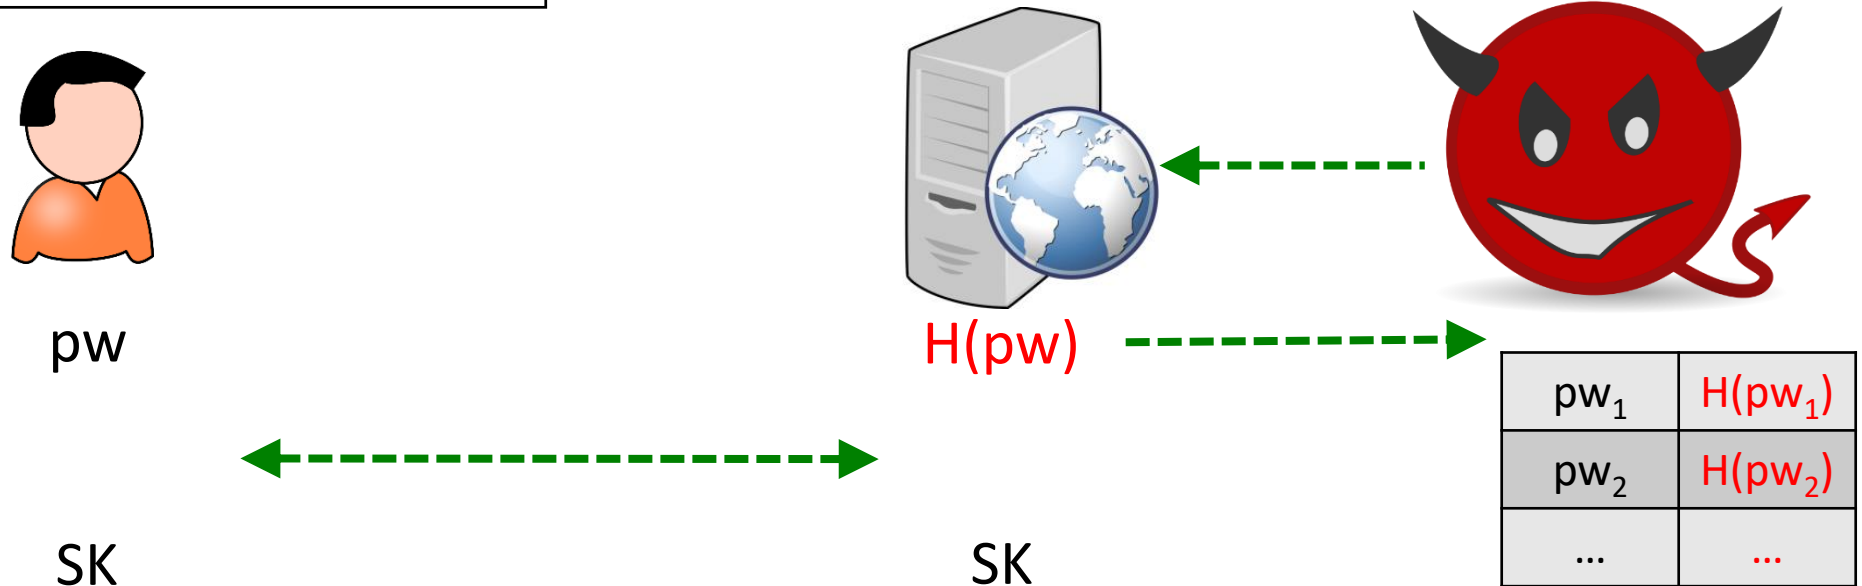 pw
H(pw)
pw₁ H(pw₁)
pw₂ H(pw₂)
... ...
SK
SK